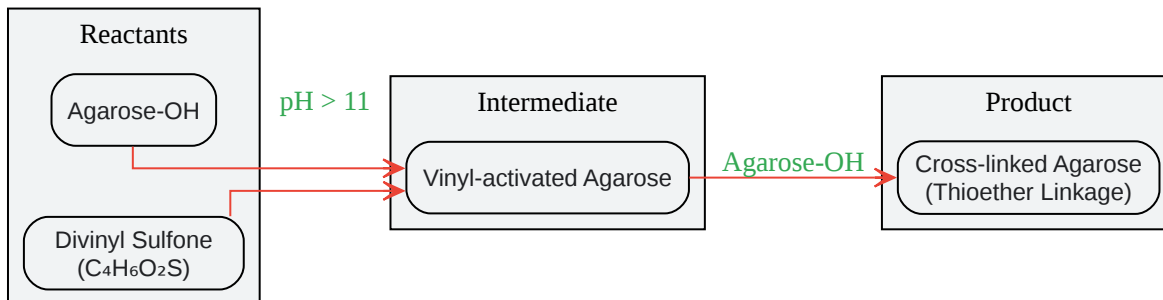 Reactants
Agarose-OH
Divinyl Sulfone
(C₄H₆O₂S)
pH > 11
Intermediate
Vinyl-activated Agarose
Agarose-OH
Product
Cross-linked Agarose
(Thioether Linkage)